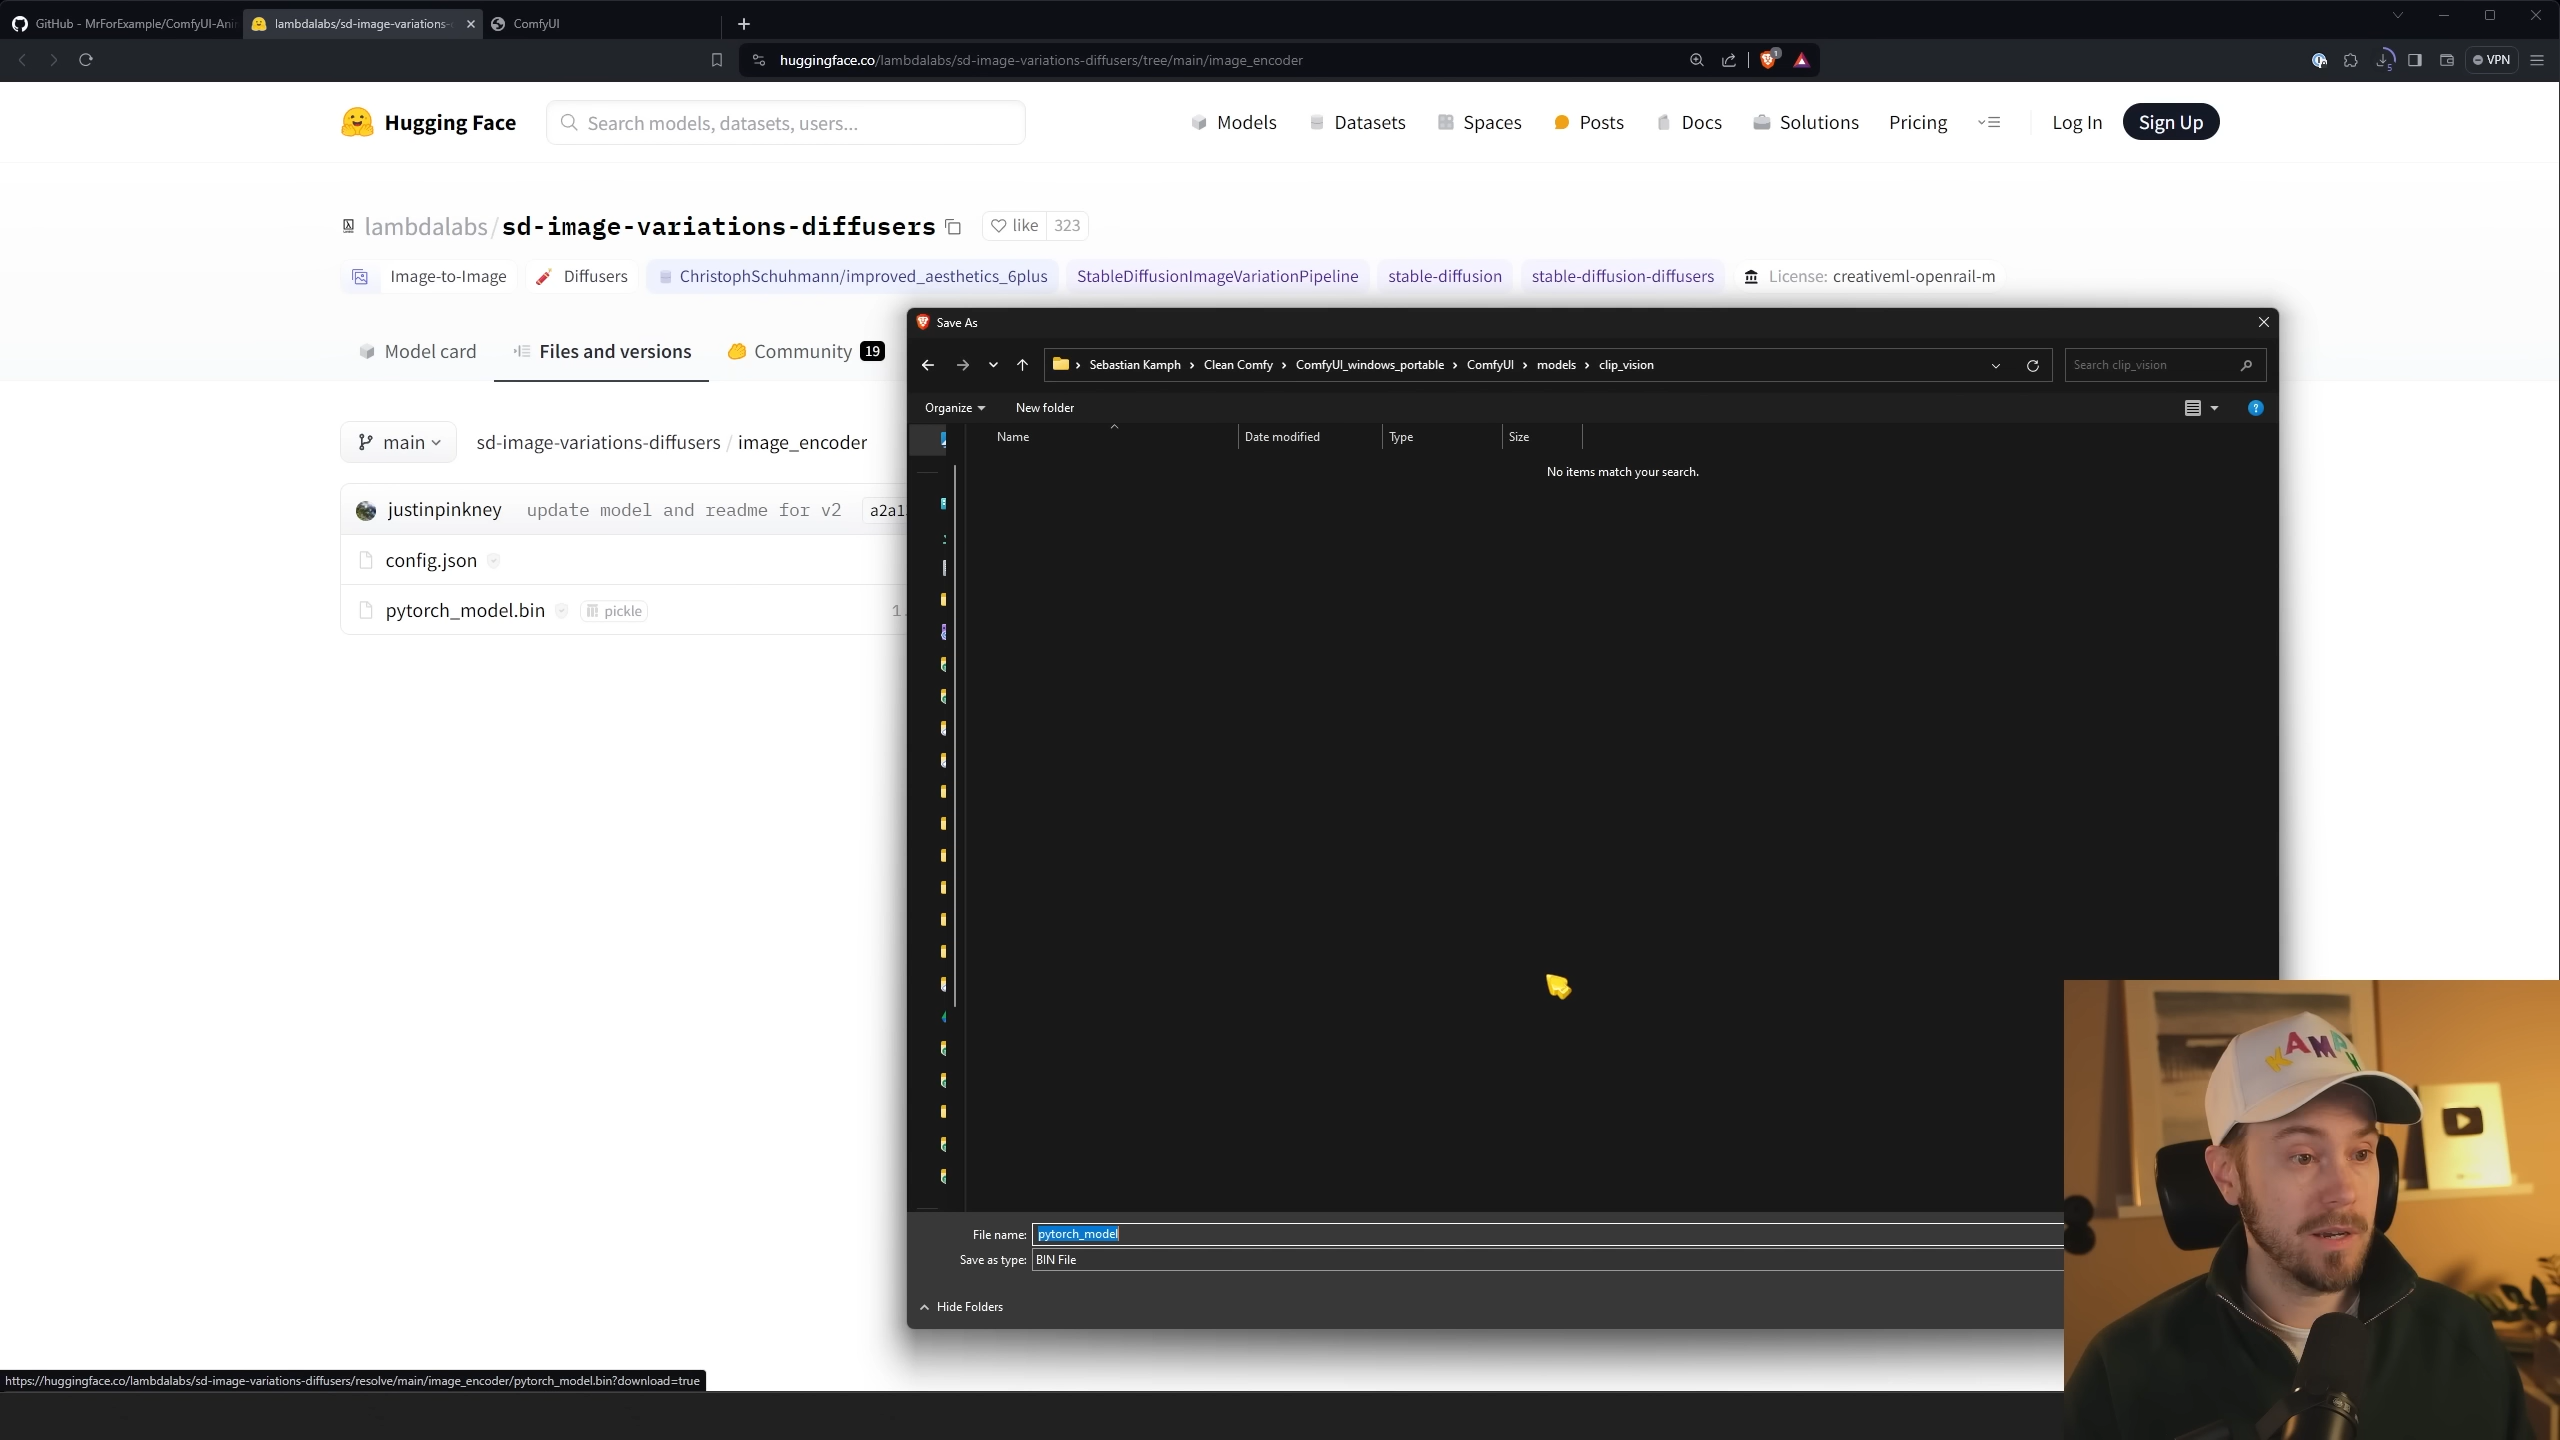 GitHub - MrForExample/ComfyUI-Ani
lambdalabs/sd-image-variations-
ComfyUI
huggingface.co/lambdalabs/sd-image-variations-diffusers/tree/main/image_encoder
1
5
VPN
Hugging Face
Search models, datasets, users...
Models
Datasets
Spaces
Posts
Docs
Solutions
Pricing
Log In
Sign Up
lambdalabs/sd-image-variations-diffusers
like 323
Image-to-Image
Diffusers
ChristophSchuhmann/improved_aesthetics_6plus
StableDiffusionImageVariationPipeline
stable-diffusion
stable-diffusion-diffusers
License: creativeml-openrail-m
Model card
Files and versions
Community 19
main
sd-image-variations-diffusers / image_encoder
justinpinkney update model and readme for v2 a2a1
config.json
pytorch_model.bin pickle 1.
Save As
Sebastian Kamph › Clean Comfy › ComfyUI_windows_portable › ComfyUI › models › clip_vision
Search clip_vision
Organize
New folder
?
Name Date modified Type Size
No items match your search.
File name: pytorch_model
Save as type: BIN File
Hide Folders
https://huggingface.co/lambdalabs/sd-image-variations-diffusers/resolve/main/image_encoder/pytorch_model.bin?download=true
KAMPH